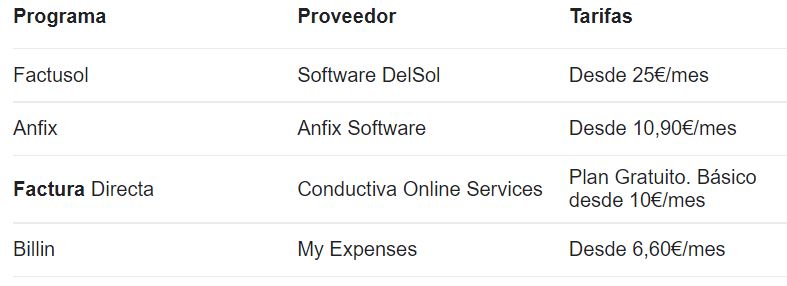 Programa Proveedor Tarifas
Factusol Software DelSol Desde 25€/mes
Anfix Anfix Software Desde 10,90€/mes
Factura Directa Conductiva Online Services Plan Gratuito. Básico
desde 10€/mes
Billin My Expenses Desde 6,60€/mes